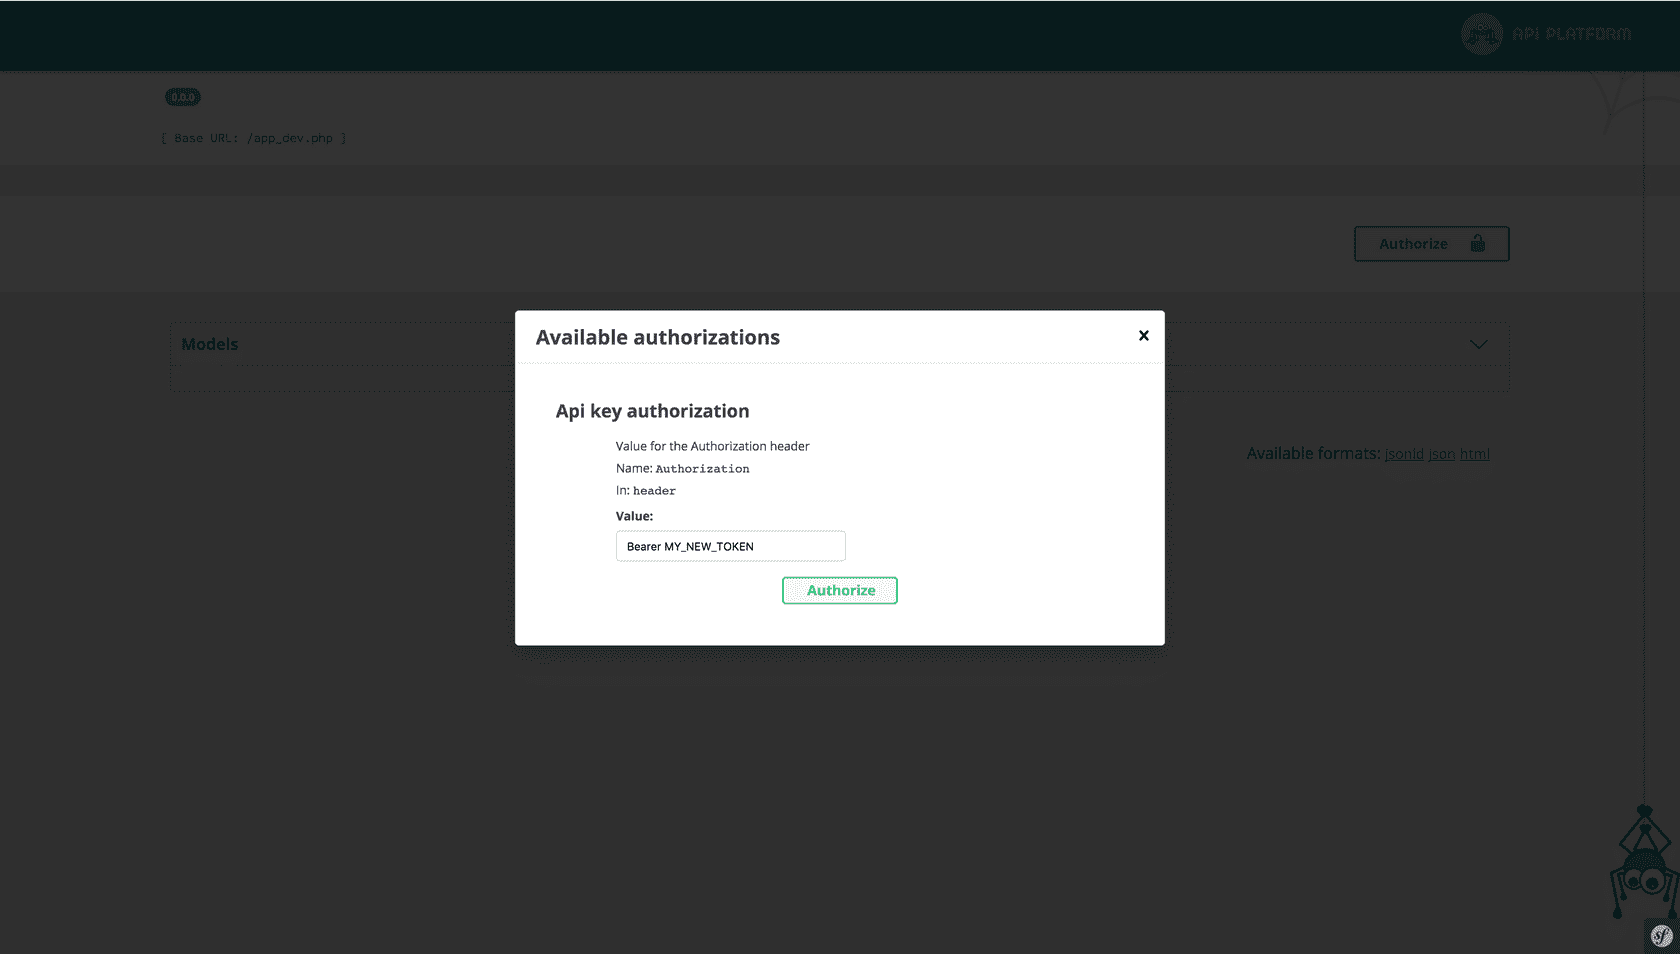 API PLATFORM
0.0.0
[ Base URL: /app_dev.php ]
Authorize
Available authorizations
Models
Api key authorization
Value for the Authorization header
Name: Authorization
In: header
Available formats: jsonld json html
Value:
Bearer MY_NEW_TOKEN
Authorize
sf